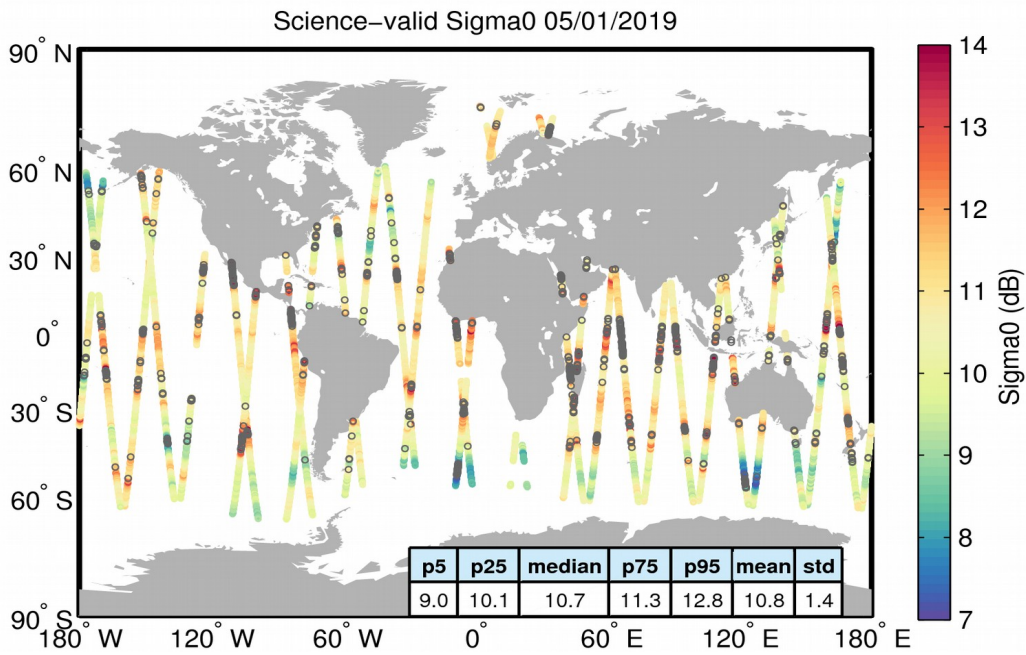 Science−valid Sigma0 05/01/2019
90° N
60° N
30° N
0°
30° S
60° S
90° S
180° W
120° W
60° W
0°
60° E
120° E
180° E
p5 p25 median p75 p95 mean std
9.0 10.1 10.7 11.3 12.8 10.8 1.4
14
13
12
11
10
9
8
7
Sigma0 (dB)